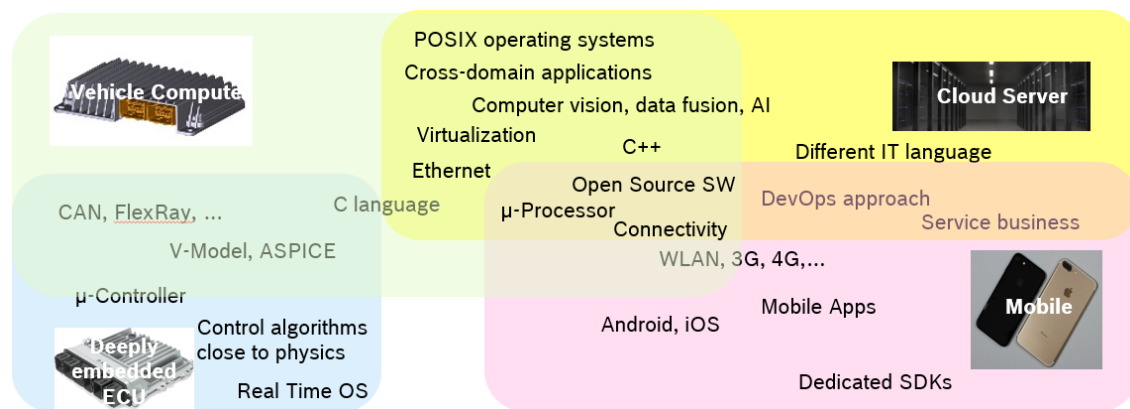 POSIX operating systems
Cross-domain applications
Vehicle Compute
Computer vision, data fusion, AI
Cloud Server
Virtualization
C++
Different IT language
Ethernet
Open Source SW
DevOps approach
CAN, FlexRay, ...
C language
µ-Processor
Service business
Connectivity
V-Model, ASPICE
WLAN, 3G, 4G,...
µ-Controller
Mobile Apps
Mobile
Control algorithms
close to physics
Android, iOS
Deeply
embedded
ECU
Real Time OS
Dedicated SDKs